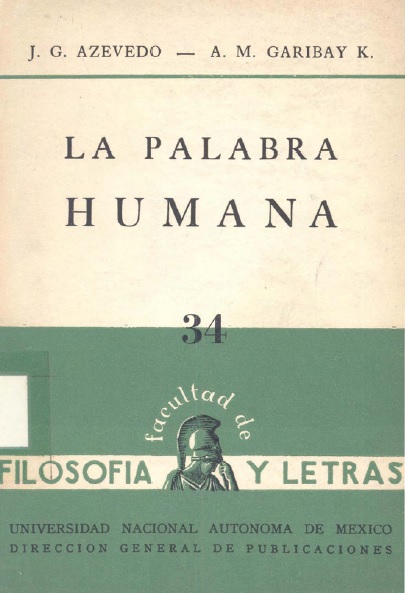 J. G. AZEVEDO — A. M. GARIBAY K.
LA PALABRA
HUMANA
34
facultad de
FILOSOFIA Y LETRAS
UNIVERSIDAD NACIONAL AUTONOMA DE MEXICO
DIRECCION GENERAL DE PUBLICACIONES